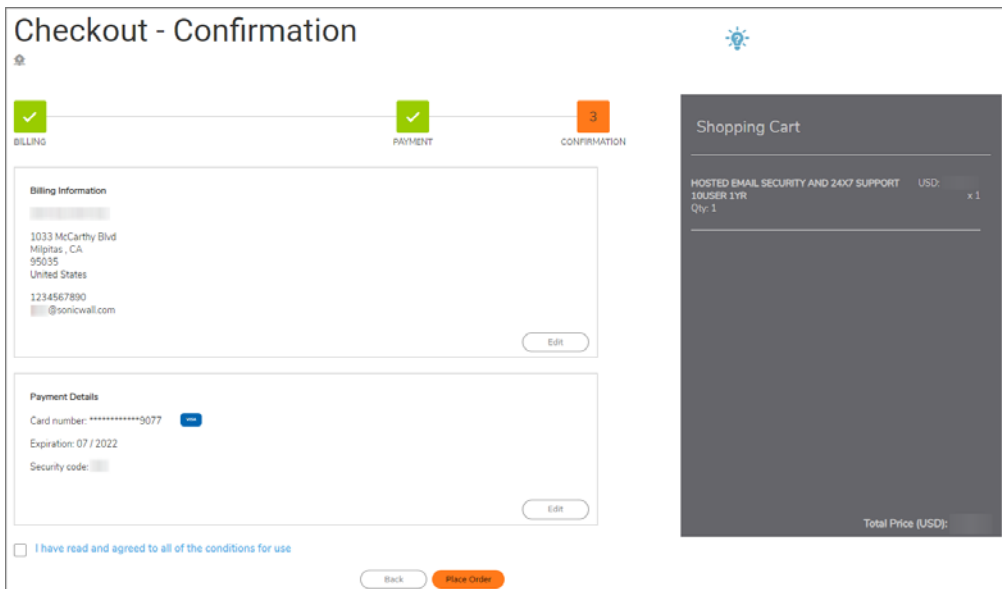 Checkout - Confirmation
3
BILLING
PAYMENT
CONFIRMATION
Billing Information
1033 McCarthy Blvd
Milpitas , CA
95035
United States
1234567890
@sonicwall.com
Edit
Payment Details
Card number: ************9077 VISA
Expiration: 07 / 2022
Security code:
Edit
I have read and agreed to all of the conditions for use
Back
Place Order
Shopping Cart
HOSTED EMAIL SECURITY AND 24X7 SUPPORT USD:
10USER 1YR x 1
Qty: 1
Total Price (USD):